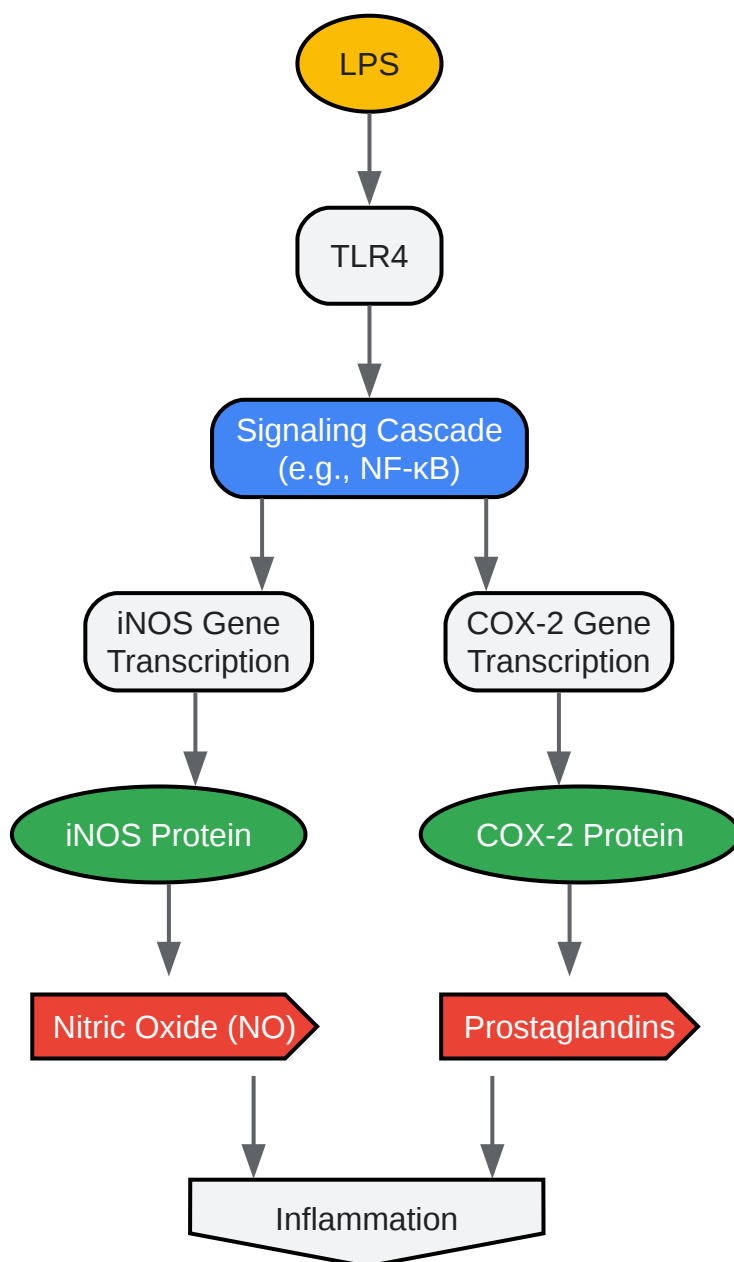 LPS
TLR4
Signaling Cascade
(e.g., NF-κB)
iNOS Gene
Transcription
COX-2 Gene
Transcription
iNOS Protein
COX-2 Protein
Nitric Oxide (NO)
Prostaglandins
Inflammation